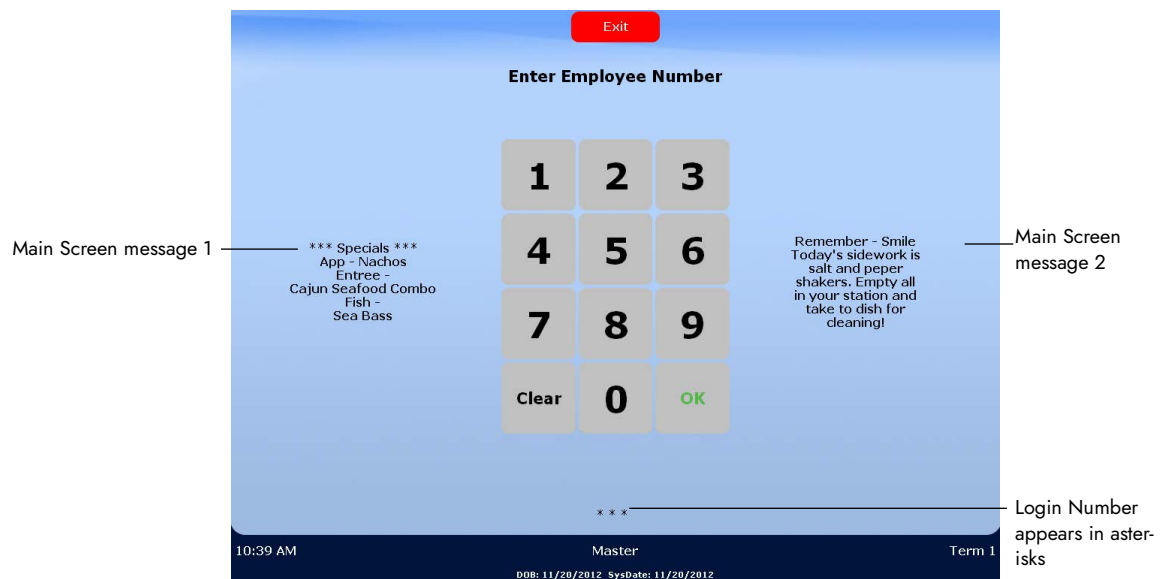 Exit
Enter Employee Number
1 2 3
4 5 6
7 8 9
Clear 0 OK
Main Screen message 1
*** Specials ***
App - Nachos
Entree -
Cajun Seafood Combo
Fish -
Sea Bass
Remember - Smile
Today's sidework is
salt and peper
shakers. Empty all
in your station and
take to dish for
cleaning!
Main Screen
message 2
* * *
Login Number
appears in aster-
isks
10:39 AM Master Term 1
DOB: 11/20/2012 SysDate: 11/20/2012